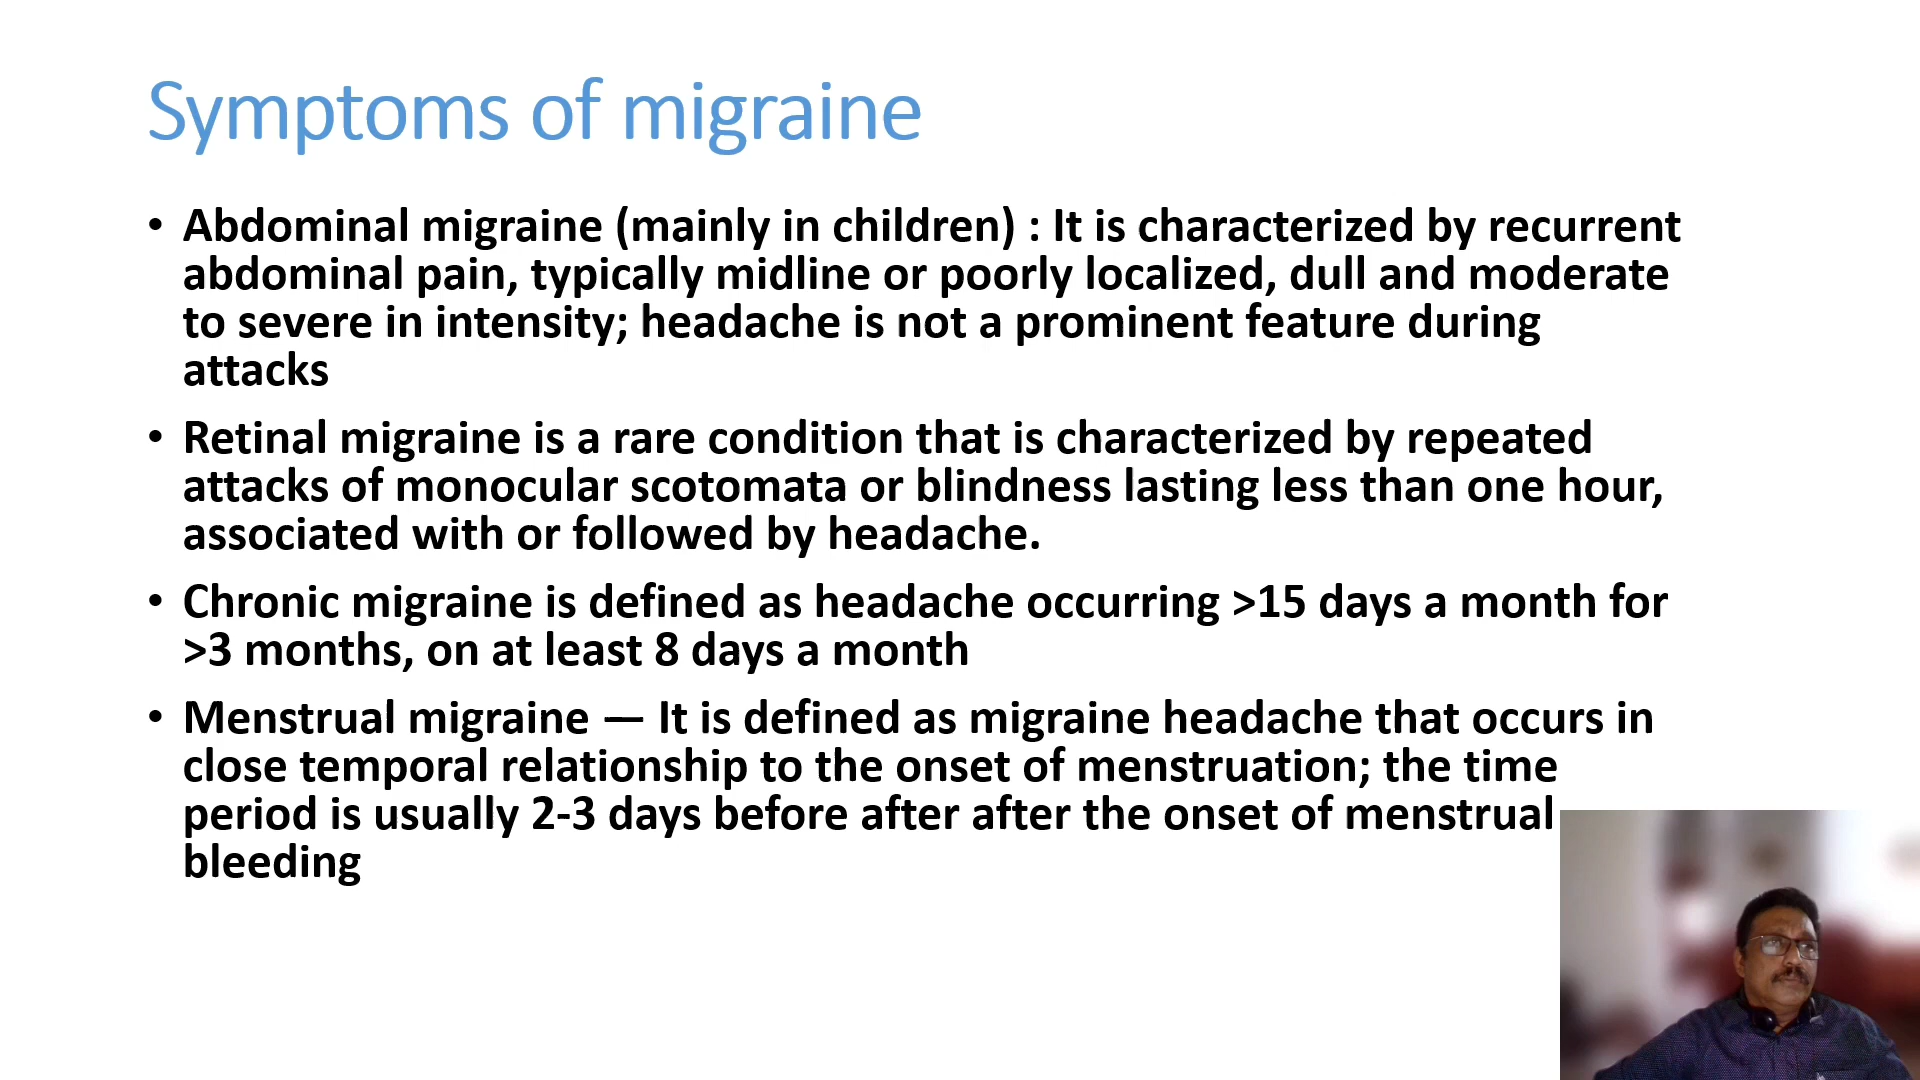 Symptoms of migraine
• Abdominal migraine (mainly in children) : It is characterized by recurrent
abdominal pain, typically midline or poorly localized, dull and moderate
to severe in intensity; headache is not a prominent feature during
attacks
• Retinal migraine is a rare condition that is characterized by repeated
attacks of monocular scotomata or blindness lasting less than one hour,
associated with or followed by headache.
• Chronic migraine is defined as headache occurring >15 days a month for
>3 months, on at least 8 days a month
• Menstrual migraine — It is defined as migraine headache that occurs in
close temporal relationship to the onset of menstruation; the time
period is usually 2-3 days before after after the onset of menstrual
bleeding